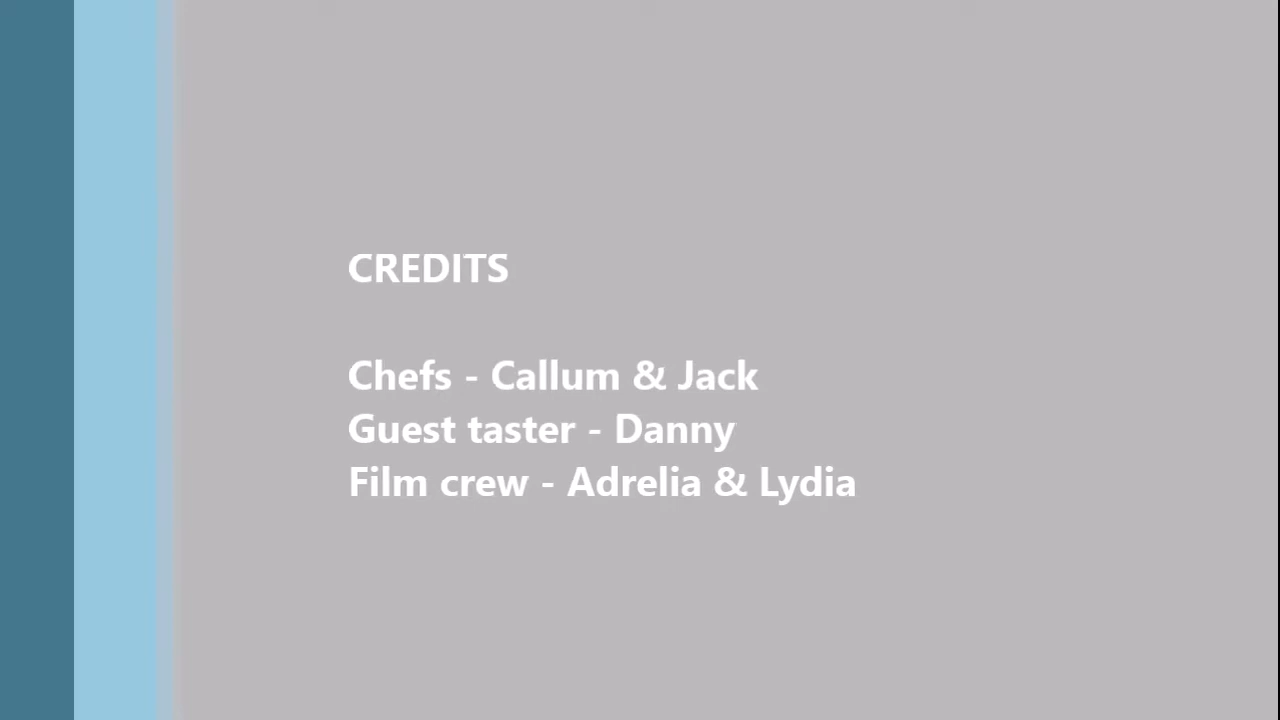 CREDITS
Chefs - Callum & Jack
Guest taster - Danny
Film crew - Adrelia & Lydia